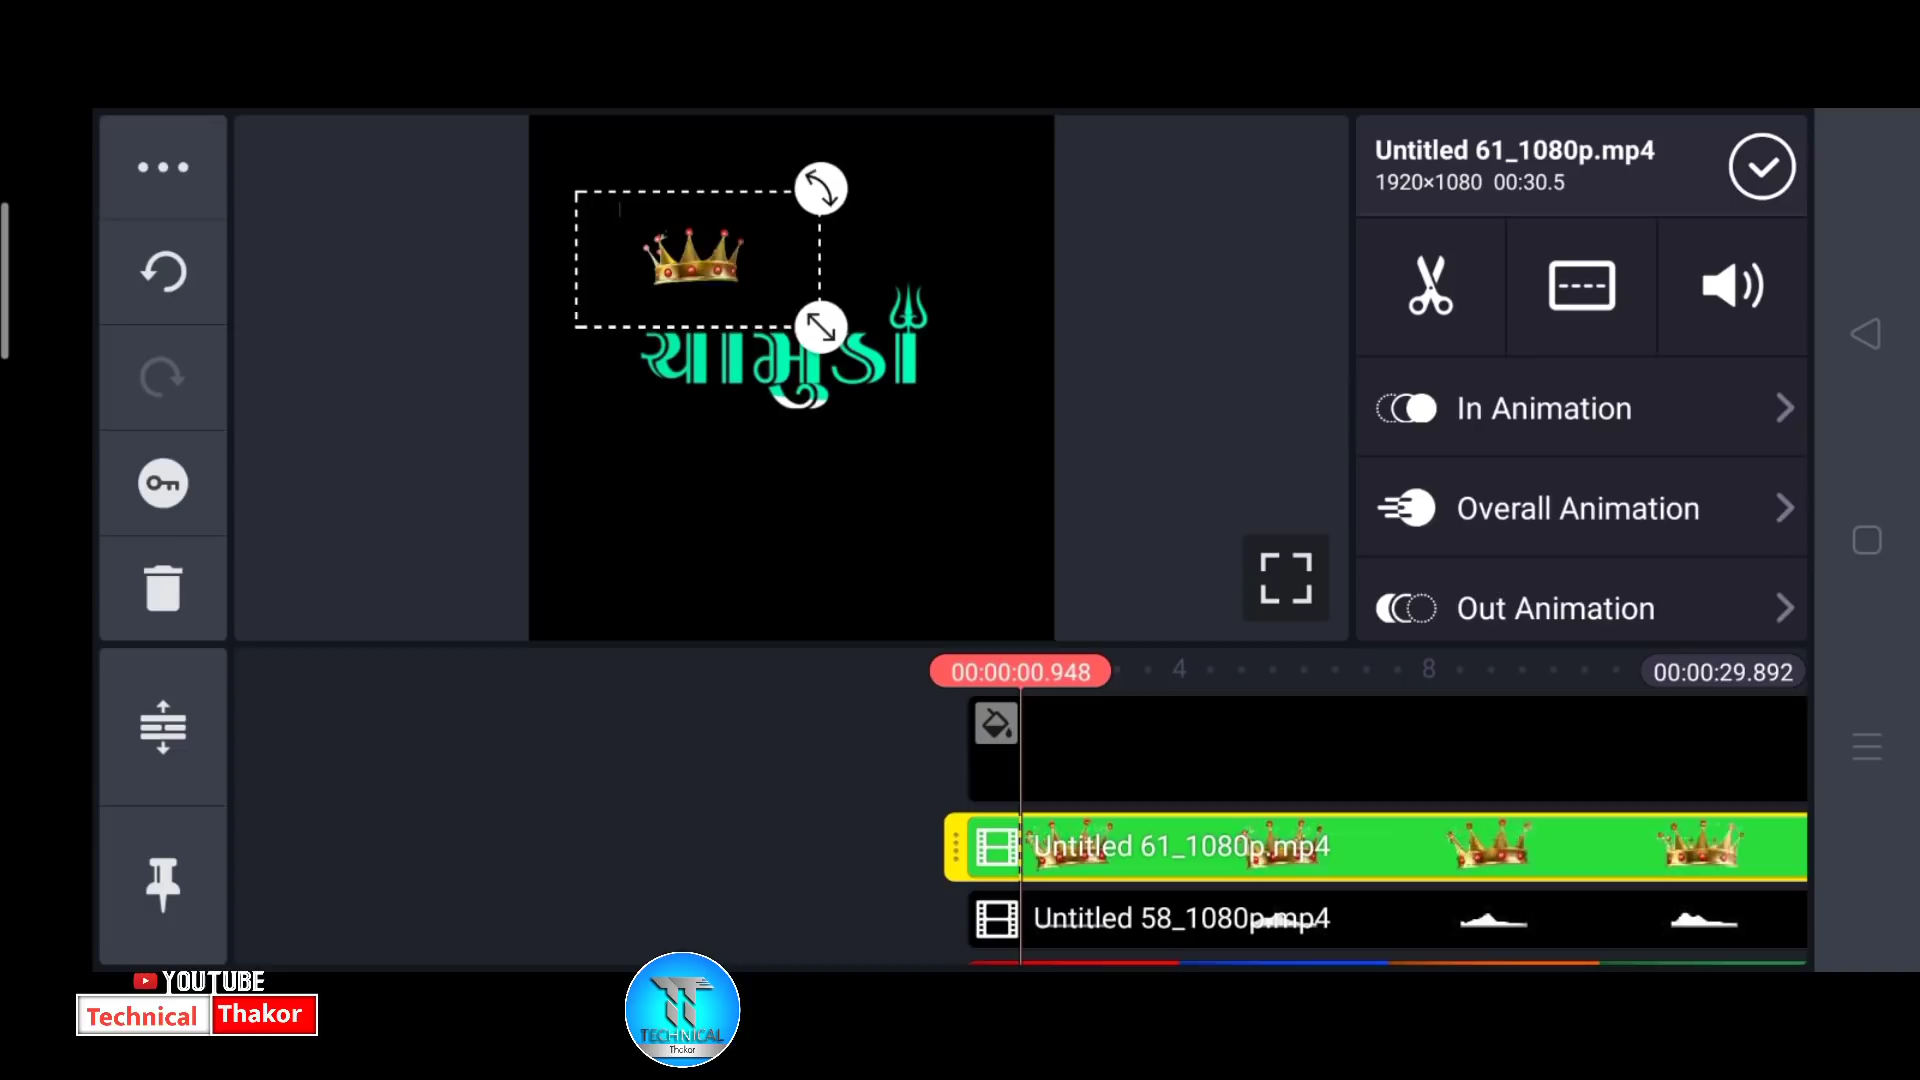 Untitled 61_1080p.mp4
1920×1080 00:30.5
ચામુડા
In Animation
Overall Animation
Out Animation
00:00:00.948
4
8
00:00:29.892
Untitled 61_1080p.mp4
Untitled 58_1080p.mp4
YOUTUBE
Technical Thakor
TT
TECHNICAL
Thakor